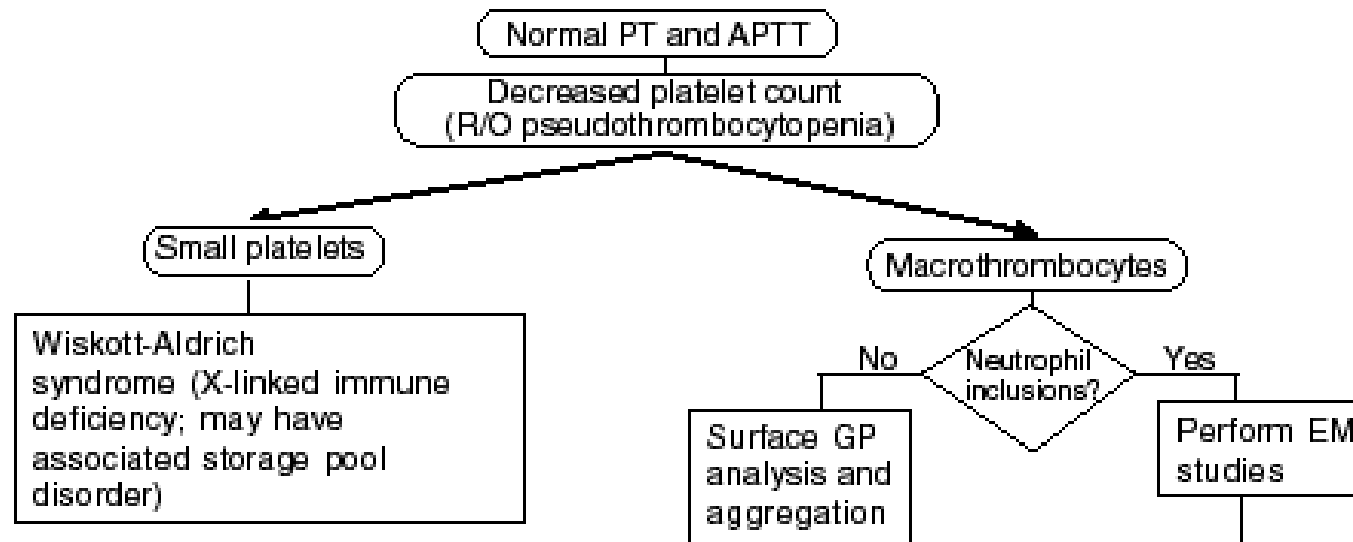 Normal PT and APTT
Decreased platelet count
(R/O pseudothrombocytopenia)
Small platelets
Wiskott-Aldrich
syndrome (X-linked immune
deficiency; may have
associated storage pool
disorder)
Macrothrombocytes
Neutrophil
inclusions?
No
Yes
Surface GP
analysis and
aggregation
Perform EM
studies